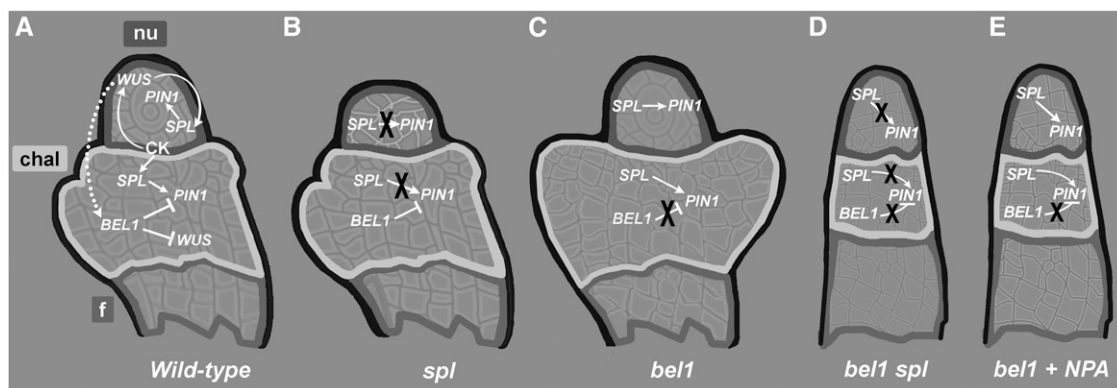 A B C D E
nu
WUS
PIN1
SPL
CK
chal
SPL
PIN1
BEL1
WUS
f
Wild-type
SPL X PIN1
SPL X PIN1
BEL1
spl
SPL PIN1
SPL
PIN1
BEL1 X
bel1
SPL
X
PIN1
SPL X
PIN1
BEL1 X
bel1 spl
SPL
PIN1
SPL
PIN1
BEL1 X
bel1 + NPA